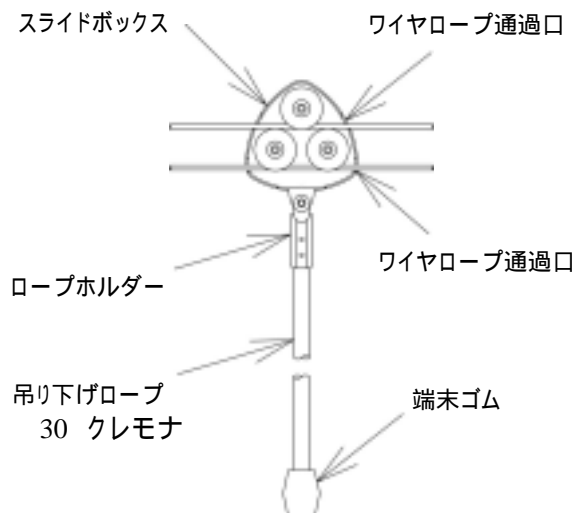 スライドボックス
ワイヤロープ通過口
ワイヤロープ通過口
ロープホルダー
吊り下げロープ
30 クレモナ
端末ゴム